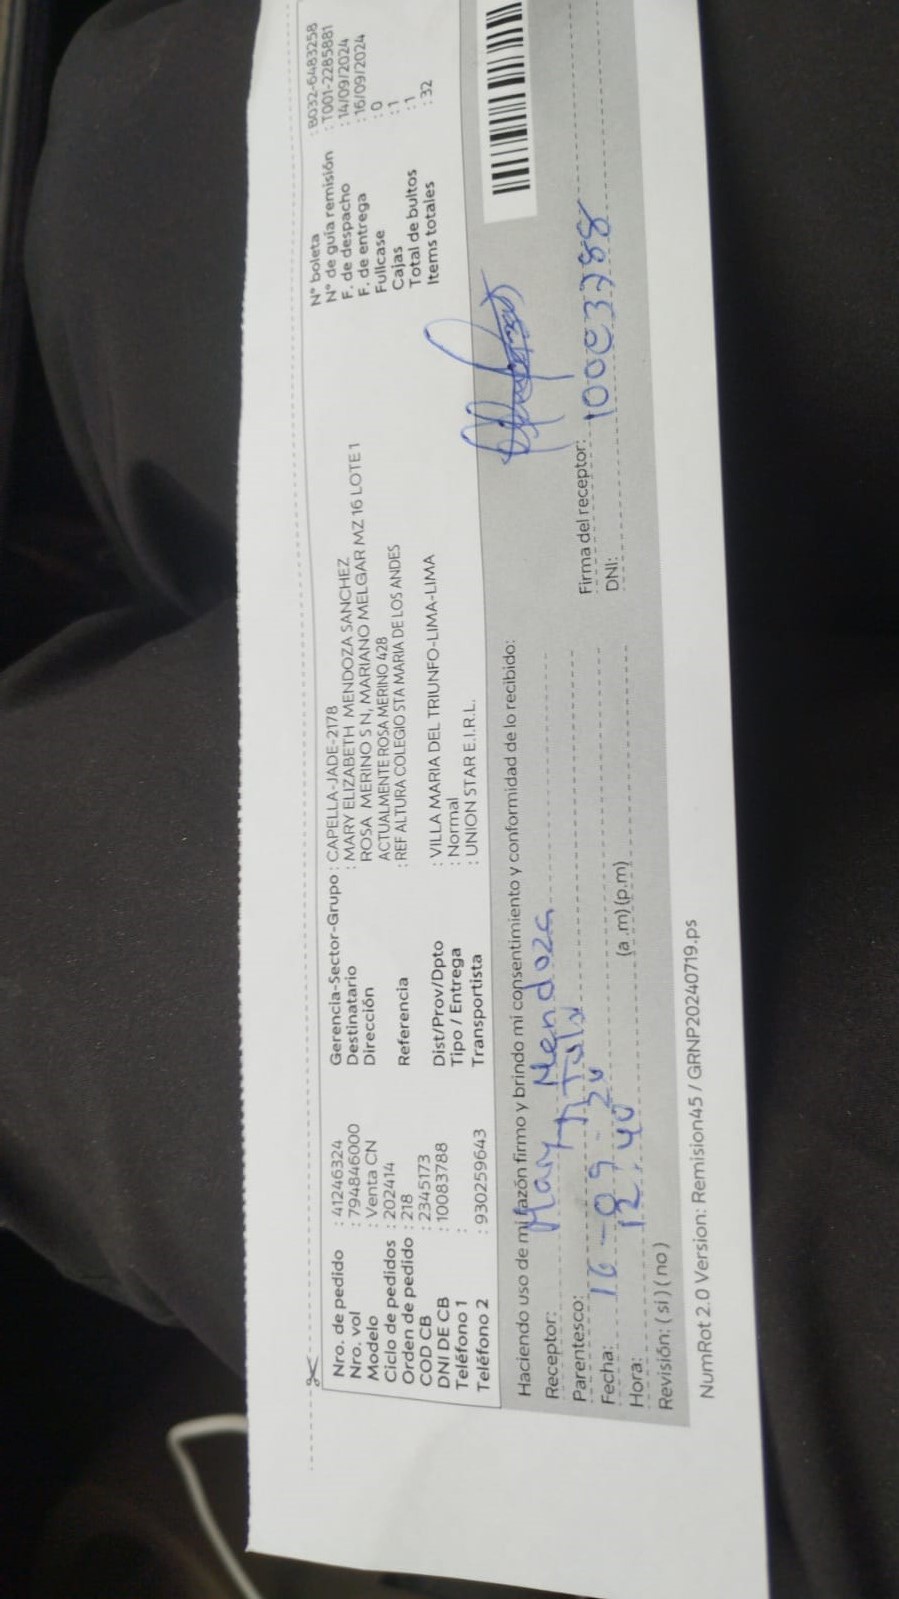 Nro. de pedido : 41246324
Nro. vol : 794846000
Modelo : Venta CN
Ciclo de pedidos : 202414
Orden de pedido : 218
COD CB : 2345173
DNI DE CB : 10083788
Teléfono 1 :
Teléfono 2 : 930259643
Gerencia-Sector-Grupo : CAPELLA-JADE-2178
Destinatario : MARY ELIZABETH MENDOZA SANCHEZ
Dirección ROSA MERINO S N, MARIANO MELGAR MZ 16 LOTE 1
ACTUALMENTE ROSA MERINO 428
Referencia : REF ALTURA COLEGIO STA MARIA DE LOS ANDES
Dist/Prov/Dpto : VILLA MARIA DEL TRIUNFO-LIMA-LIMA
Tipo / Entrega : Normal
Transportista : UNION STAR E.I.R.L.
N° boleta : B032-6483258
N° de guía remisión : T001-2285881
F. de despacho : 14/09/2024
F. de entrega : 16/09/2024
Fullcase : 0
Cajas : 1
Total de bultos : 1
Items totales : 32
Haciendo uso de mi razón firmo y brindo mi consentimiento y conformidad de lo recibido:
Receptor: Mary Mendoza
Parentesco:
Fecha: 16-09-24
Hora: 12:40 (a .m) (p.m)
Revisión: ( si ) ( no )
Firma del receptor:
DNI: 10083788
NumRot 2.0 Version: Remision45 / GRNP20240719.ps